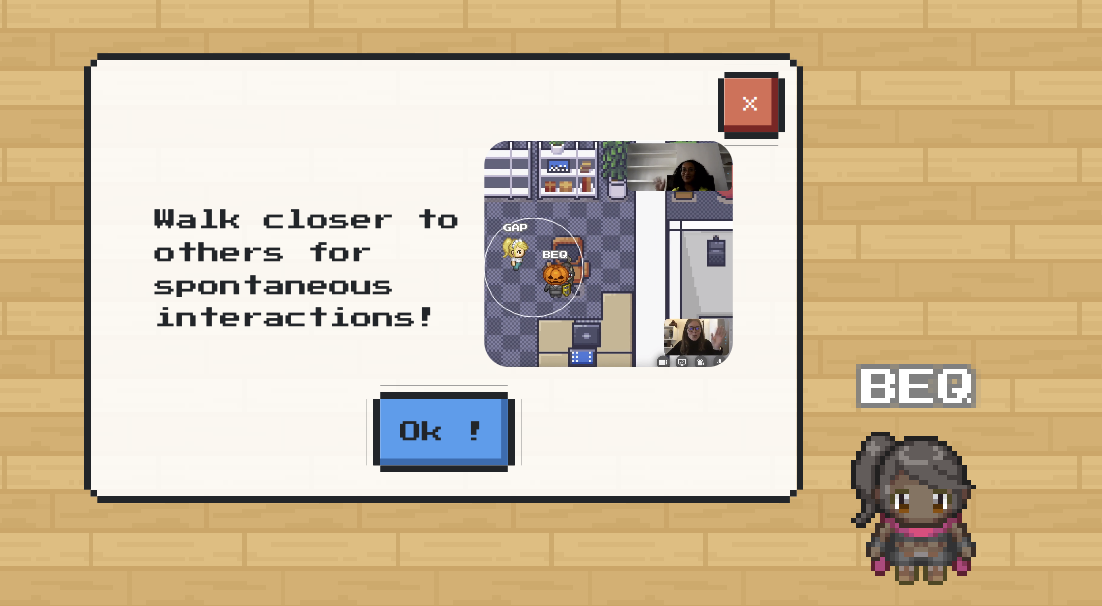 ×
Walk closer to
others for
spontaneous
interactions!
GAP
BEQ
Ok !
BEQ